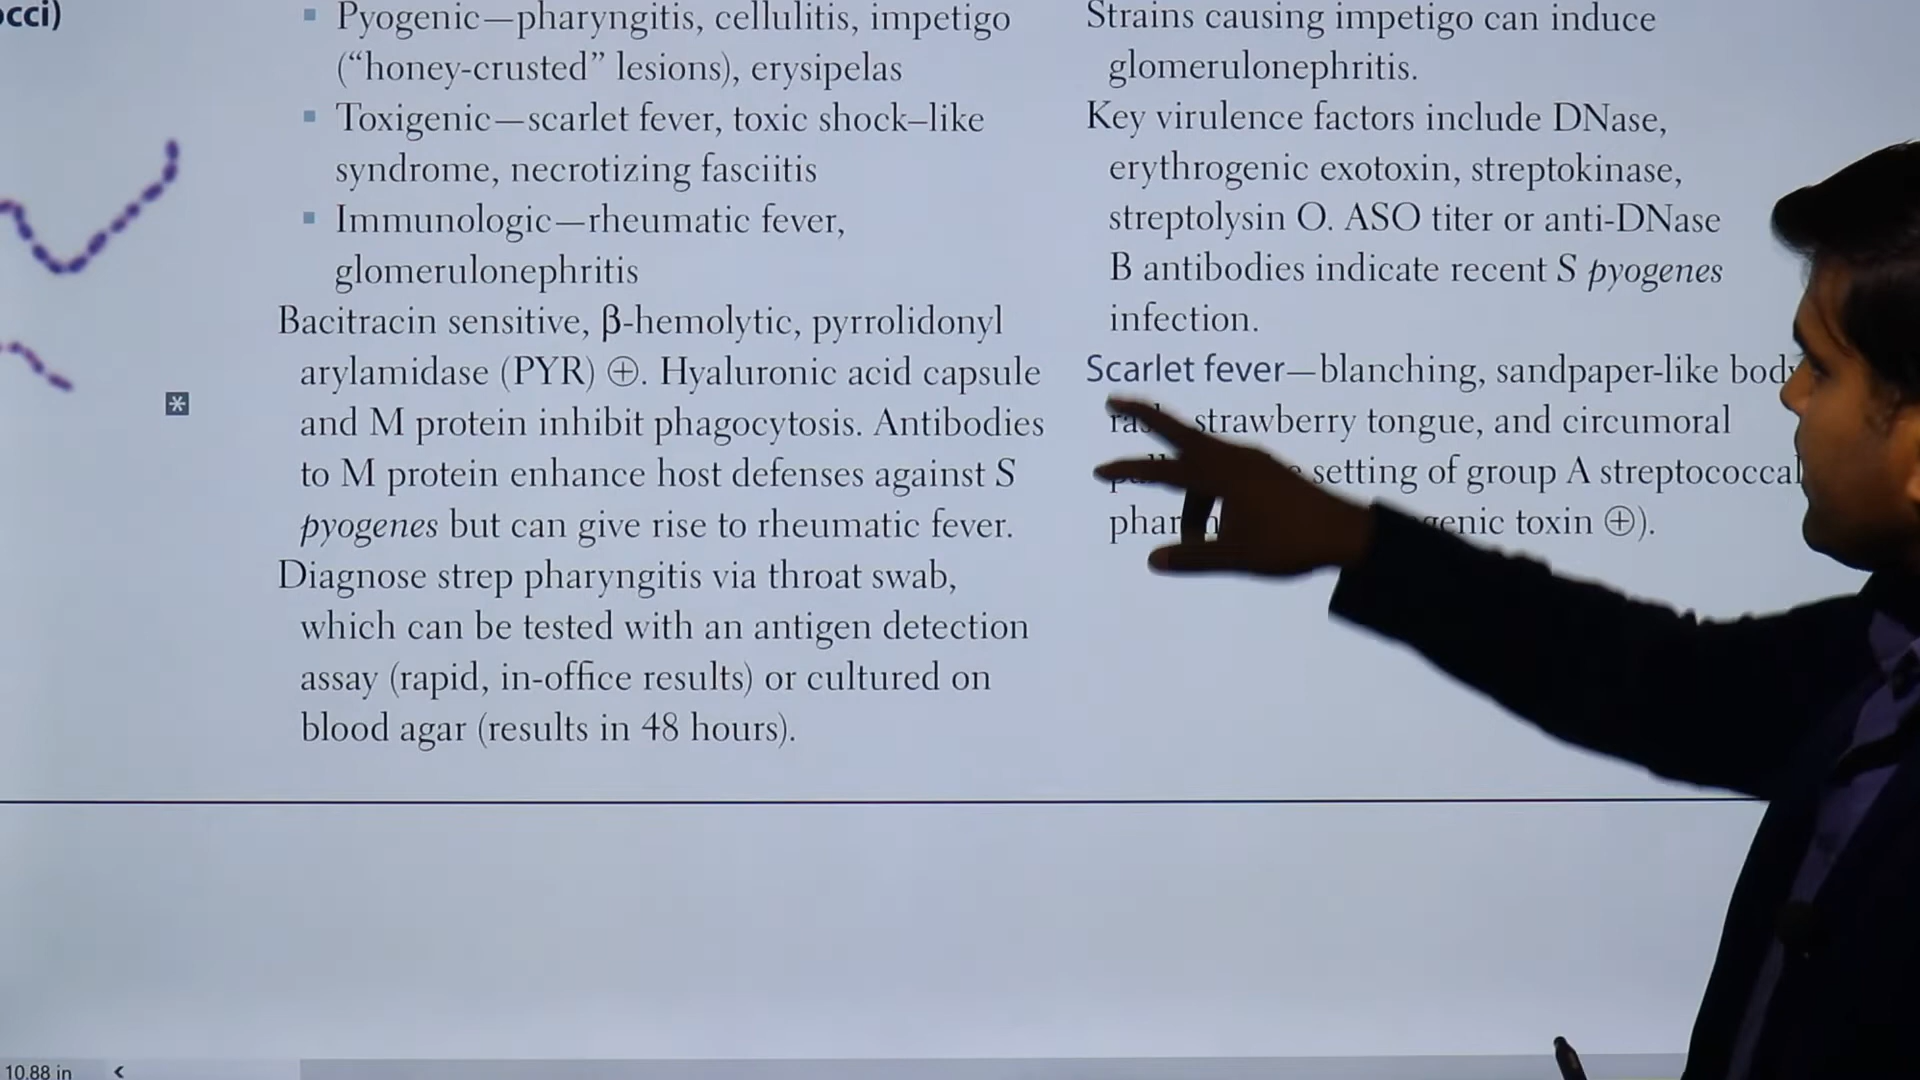 cci)
▪ Pyogenic—pharyngitis, cellulitis, impetigo
(“honey-crusted” lesions), erysipelas
▪ Toxigenic—scarlet fever, toxic shock–like
syndrome, necrotizing fasciitis
▪ Immunologic—rheumatic fever,
glomerulonephritis
Bacitracin sensitive, β-hemolytic, pyrrolidonyl
arylamidase (PYR) ⊕. Hyaluronic acid capsule
and M protein inhibit phagocytosis. Antibodies
to M protein enhance host defenses against S
pyogenes but can give rise to rheumatic fever.
Diagnose strep pharyngitis via throat swab,
which can be tested with an antigen detection
assay (rapid, in-office results) or cultured on
blood agar (results in 48 hours).
Strains causing impetigo can induce
glomerulonephritis.
Key virulence factors include DNase,
erythrogenic exotoxin, streptokinase,
streptolysin O. ASO titer or anti-DNase
B antibodies indicate recent S pyogenes
infection.
Scarlet fever—blanching, sandpaper-like body
strawberry tongue, and circumoral
setting of group A streptococcal
toxin ⊕).
10.88 in <